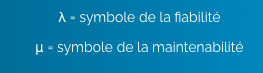 λ = symbole de la fiabilité
μ = symbole de la maintenabilité